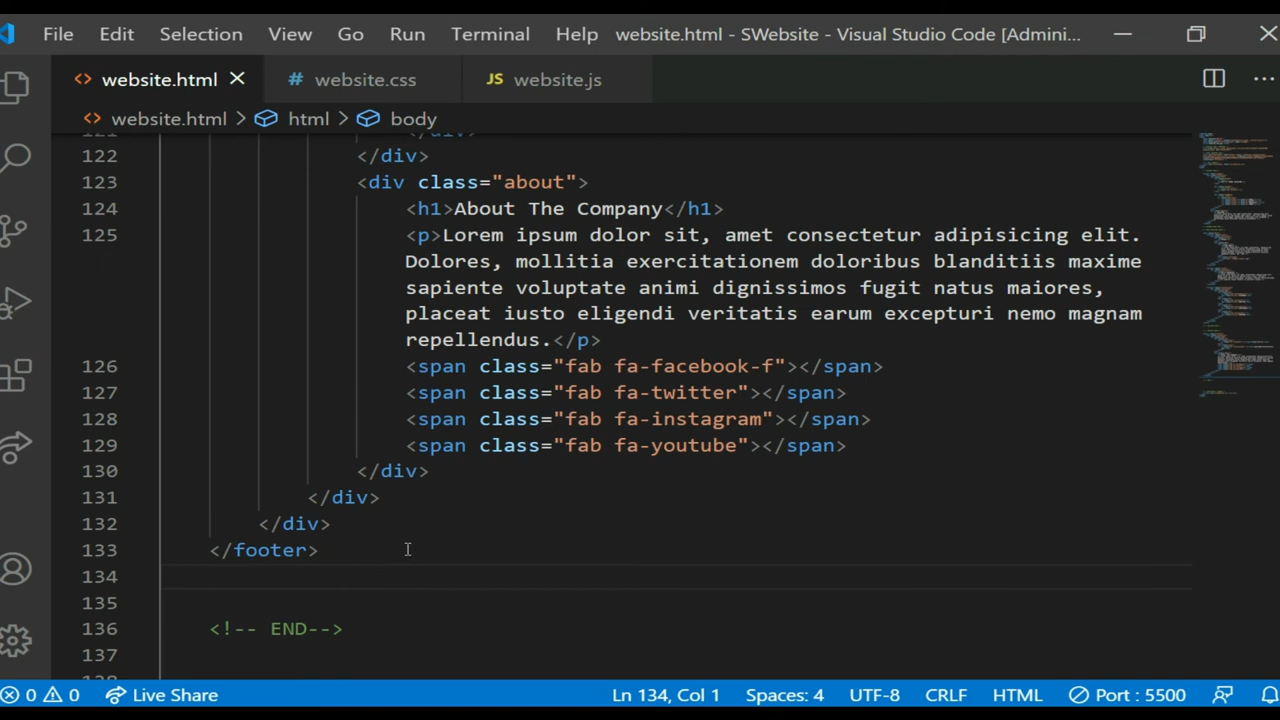 File Edit Selection View Go Run Terminal Help website.html - SWebsite - Visual Studio Code [Admini...
<> website.html × # website.css JS website.js
<> website.html > html > body
122 </div>
123 <div class="about">
124 <h1>About The Company</h1>
125 <p>Lorem ipsum dolor sit, amet consectetur adipisicing elit.
Dolores, mollitia exercitationem doloribus blanditiis maxime
sapiente voluptate animi dignissimos fugit natus maiores,
placeat iusto eligendi veritatis earum excepturi nemo magnam
repellendus.</p>
126 <span class="fab fa-facebook-f"></span>
127 <span class="fab fa-twitter"></span>
128 <span class="fab fa-instagram"></span>
129 <span class="fab fa-youtube"></span>
130 </div>
131 </div>
132 </div>
133 </footer>
134
135
136 <!-- END-->
137
0 0 Live Share Ln 134, Col 1 Spaces: 4 UTF-8 CRLF HTML Port : 5500